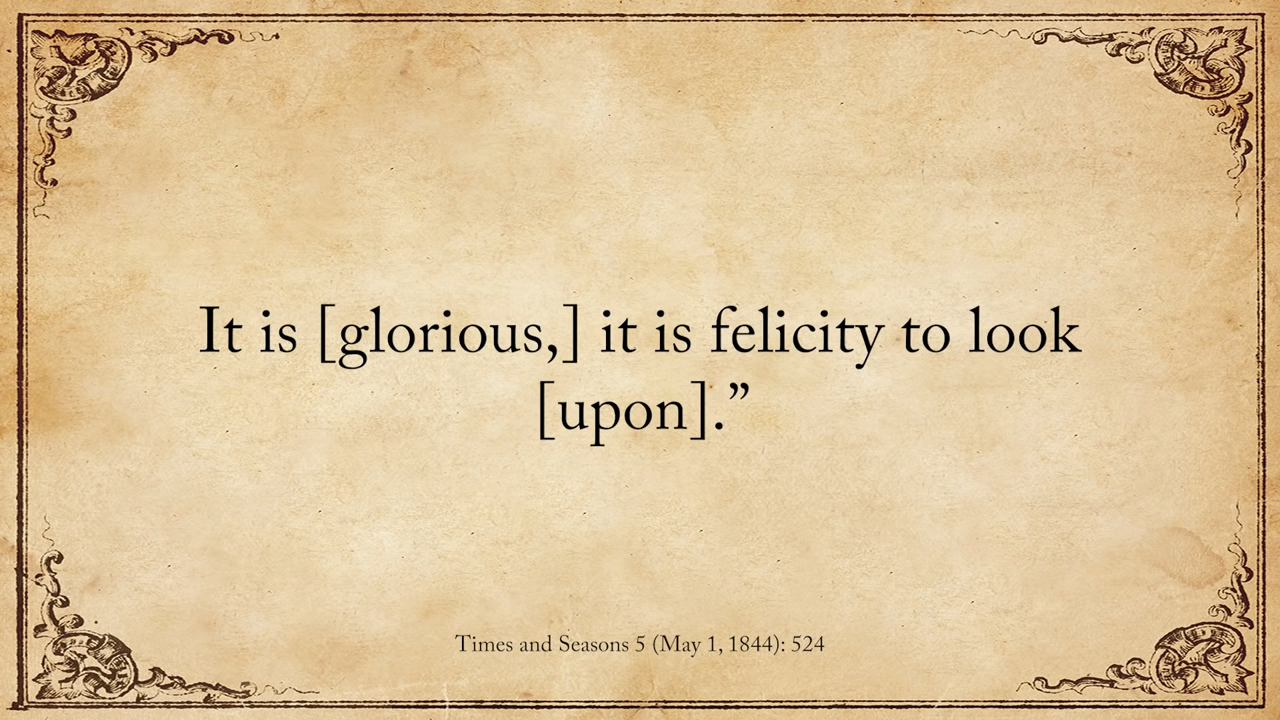 It is [glorious,] it is felicity to look
[upon].”
Times and Seasons 5 (May 1, 1844): 524